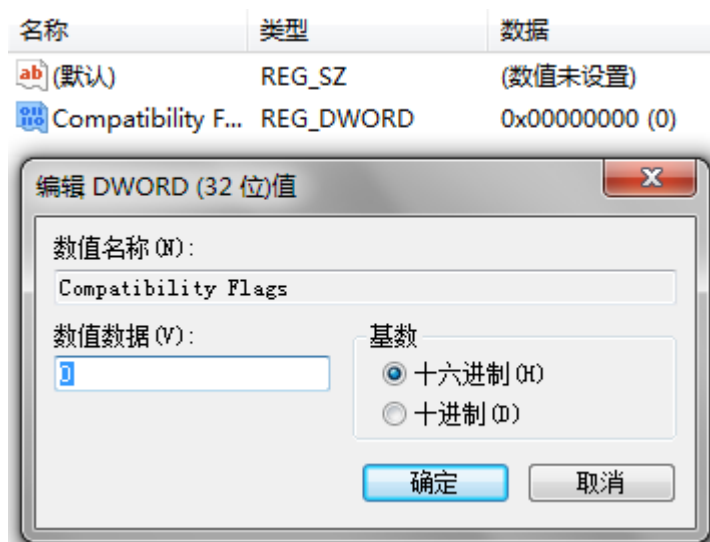 名称 类型 数据
(默认) REG_SZ (数值未设置)
Compatibility F... REG_DWORD 0x00000000 (0)
编辑 DWORD (32 位)值
数值名称(N):
Compatibility Flags
数值数据(V):
0
基数
十六进制(H)
十进制(D)
确定 取消